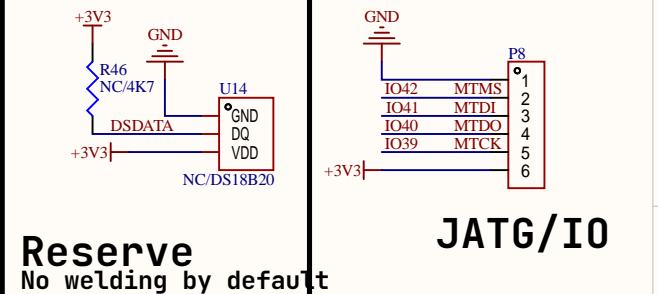 +3V3
GND
R46
NC/4K7
U14
GND
DSDATA
DQ
+3V3
VDD
NC/DS18B20
Reserve
No welding by default
GND
P8
1
IO42 MTMS 2
IO41 MTDI 3
IO40 MTDO 4
IO39 MTCK 5
+3V3 6
JATG/IO